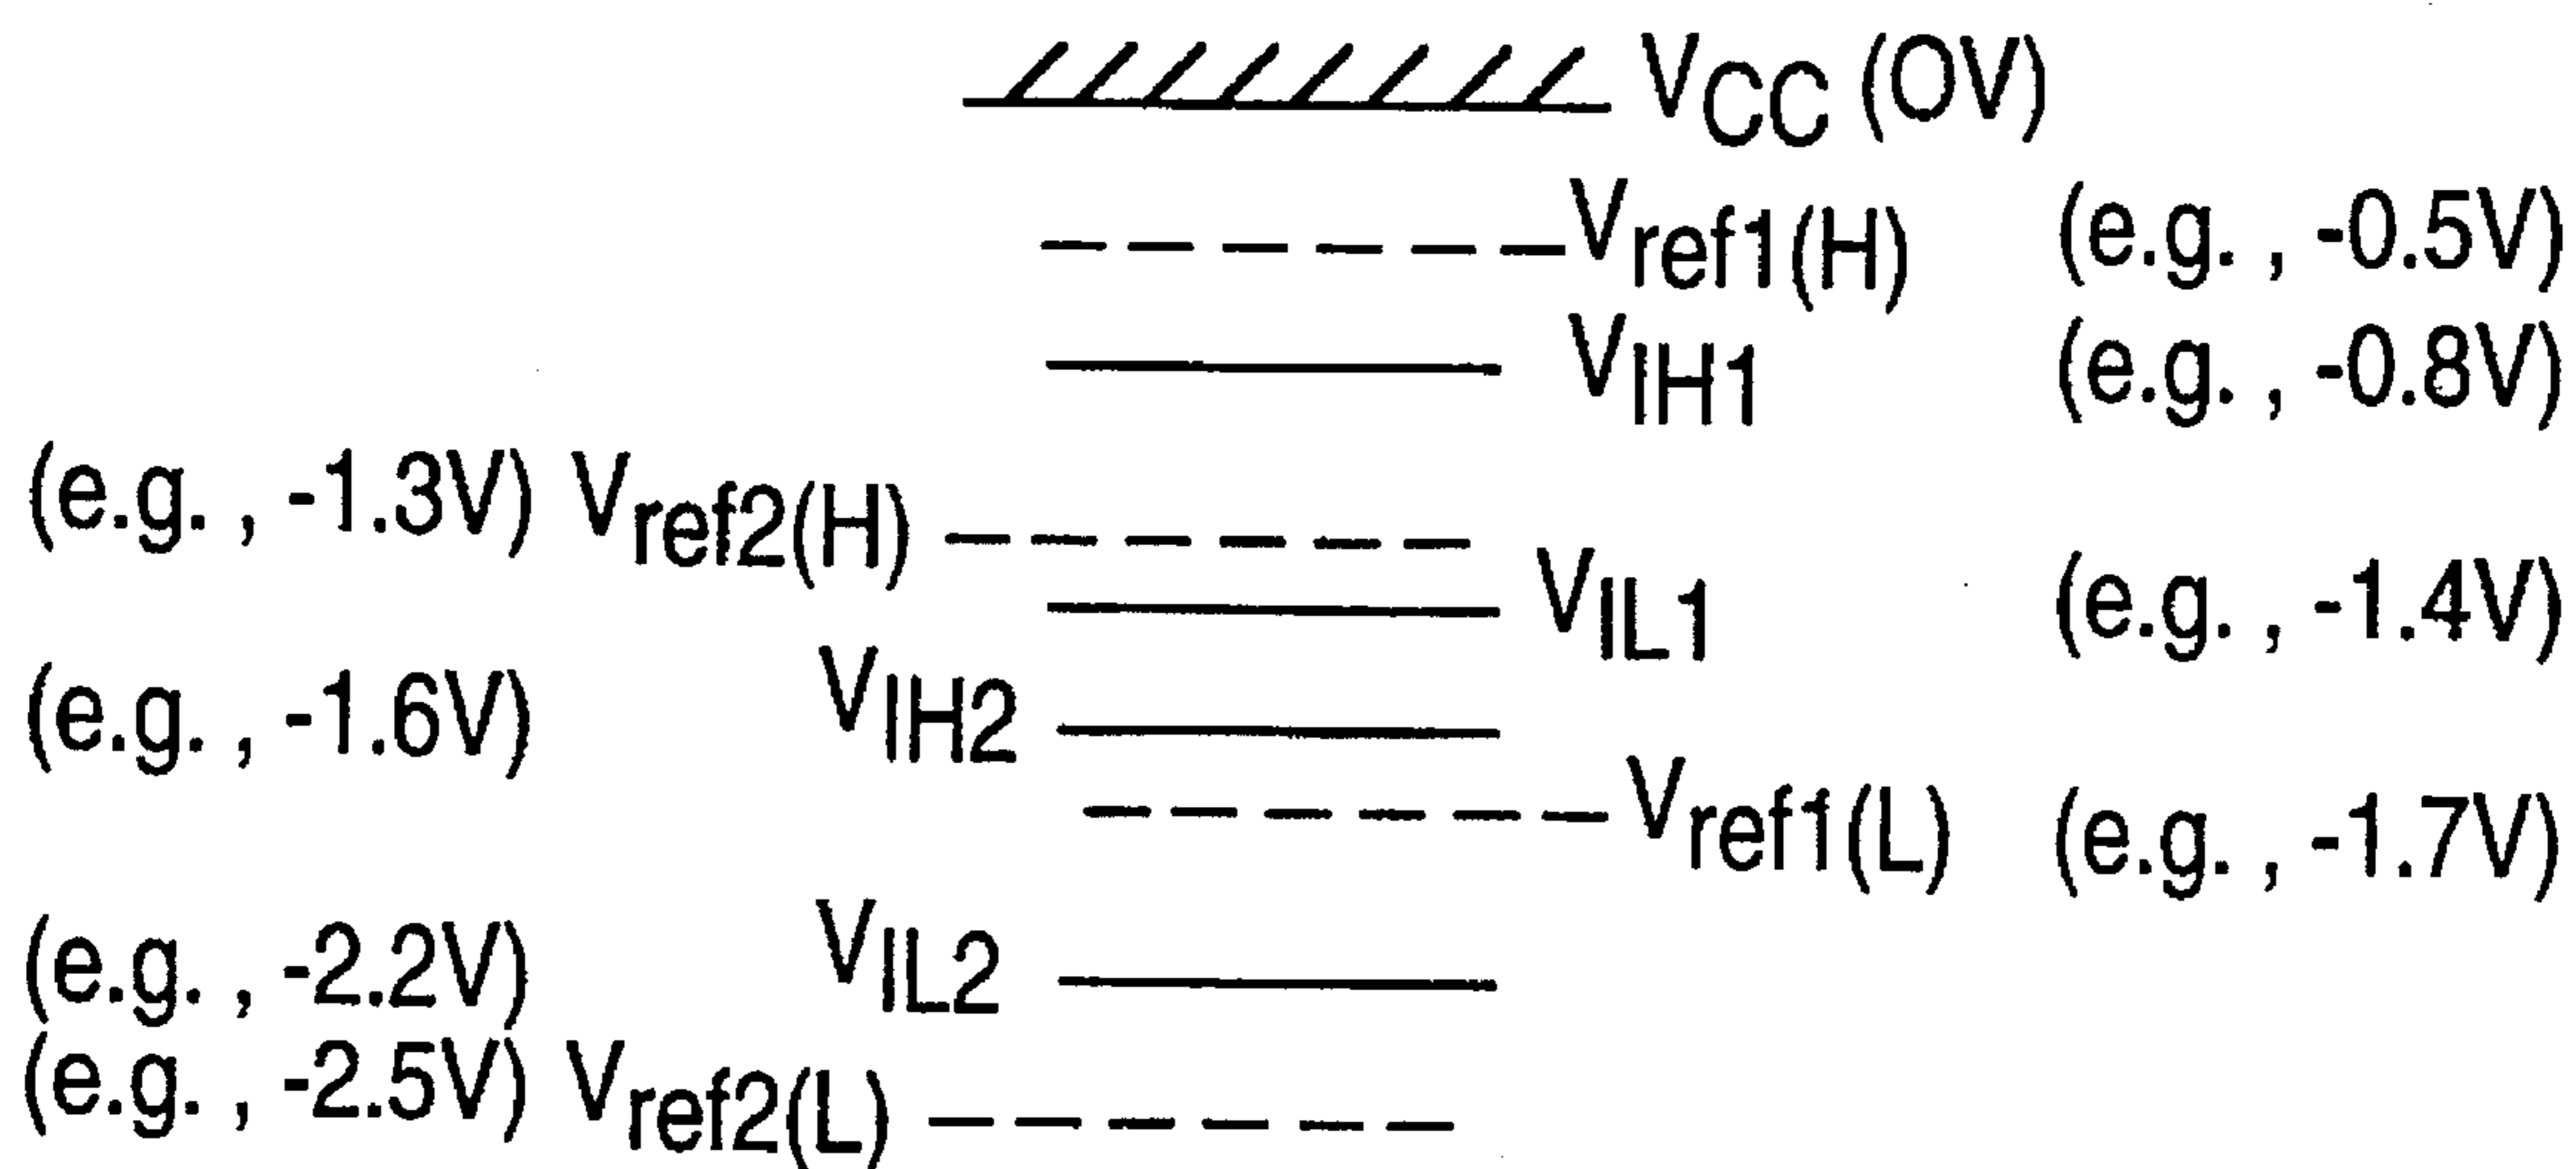 VCC (0V)
Vref1(H) (e.g. , -0.5V)
VIH1 (e.g. , -0.8V)
(e.g. , -1.3V) Vref2(H)
VIL1 (e.g. , -1.4V)
(e.g. , -1.6V) VIH2
Vref1(L) (e.g. , -1.7V)
(e.g. , -2.2V) VIL2
(e.g. , -2.5V) Vref2(L)